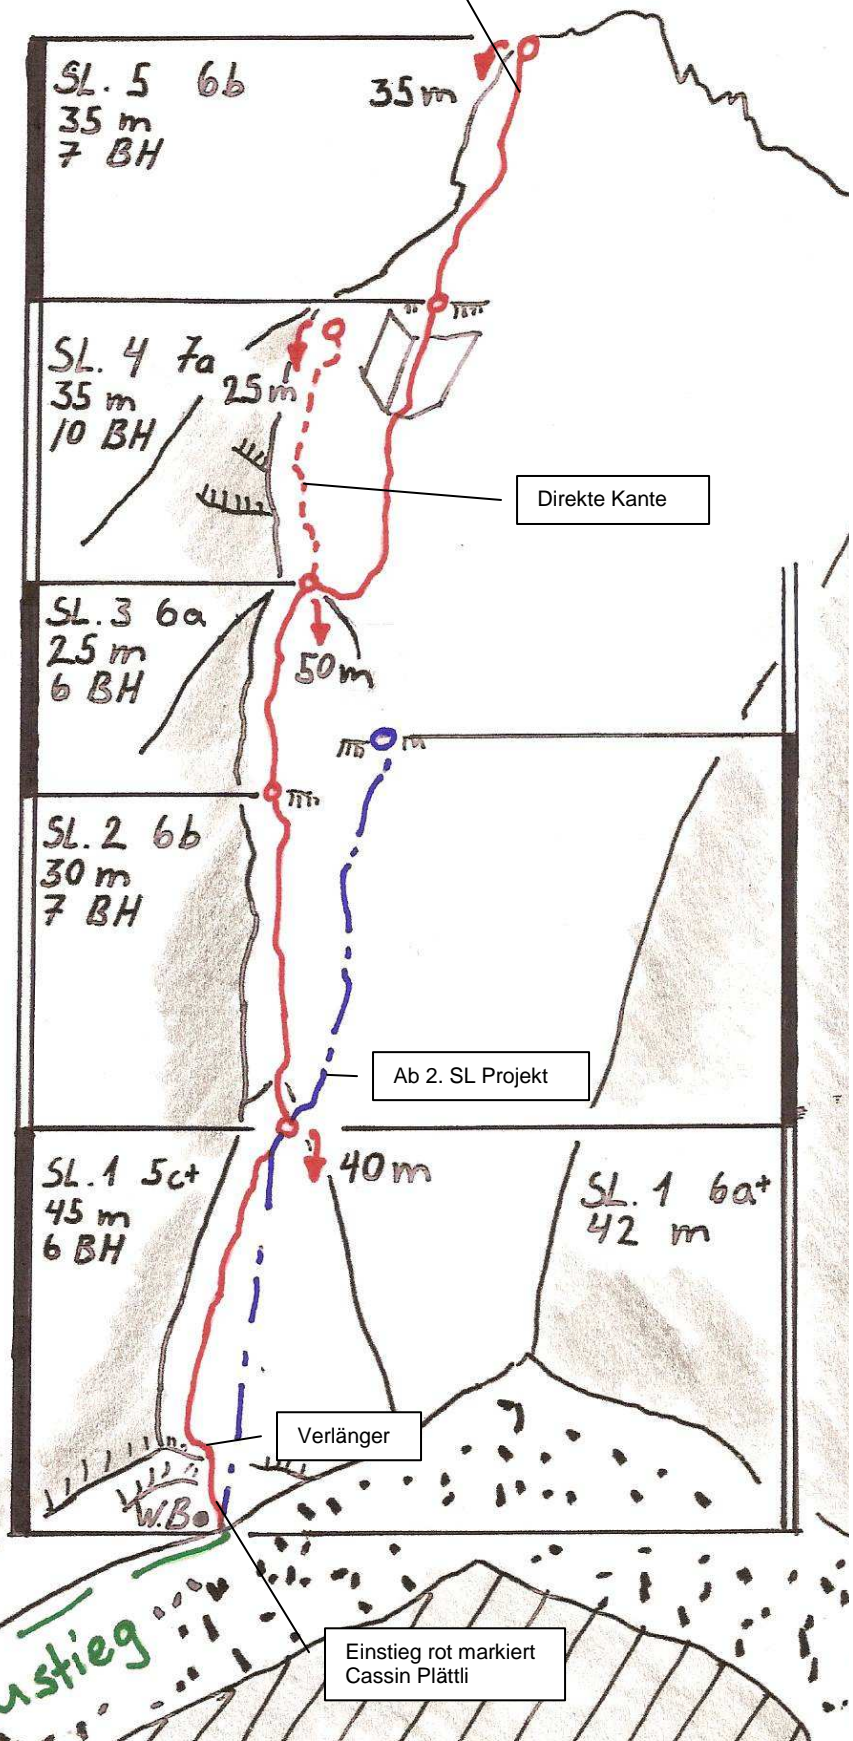 SL. 5 6b
35 m
7 BH
35m
SL. 4 7a
35 m
10 BH
25m
Direkte Kante
SL. 3 6a
25 m
6 BH
50m
SL. 2 6b
30 m
7 BH
Ab 2. SL Projekt
SL. 1 5c+
45 m
6 BH
40m
SL. 1 6a+
42 m
Verlänger
W.B
ustieg
Einstieg rot markiert
Cassin Plättli